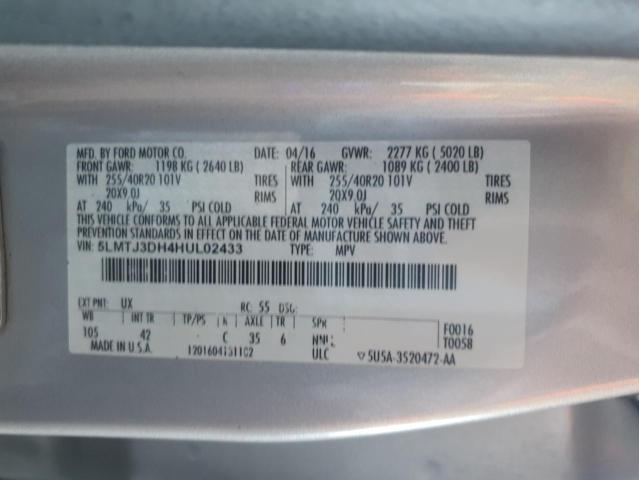 MFD. BY FORD MOTOR CO. DATE: 04/16 GVWR: 2277 KG ( 5020 LB)
FRONT GAWR: 1198 KG ( 2640 LB) REAR GAWR: 1089 KG ( 2400 LB)
WITH 255/40R20 101V TIRES WITH 255/40R20 101V TIRES
20X9.0J RIMS 20X9.0J RIMS
AT 240 kPa/ 35 PSI COLD AT 240 kPa/ 35 PSI COLD
THIS VEHICLE CONFORMS TO ALL APPLICABLE FEDERAL MOTOR VEHICLE SAFETY AND THEFT
PREVENTION STANDARDS IN EFFECT ON THE DATE OF MANUFACTURE SHOWN ABOVE.
VIN: 5LMTJ3DH4HUL02433 TYPE: MPV
EXT PNT: UX RC: 55 DSO:
WB INT TR TP/PS AXLE TR SPR F0016
105 42 C 35 6 T0058
MADE IN U.S.A. ULC 5U5A-3520472-AA